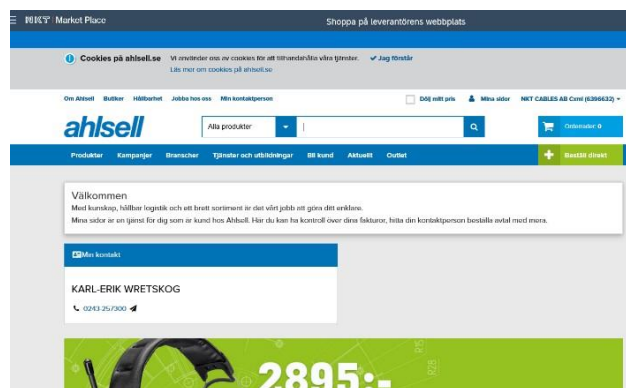 NKT Market Place
Shoppa på leverantörens webbplats
Cookies på ahlsell.se
Vi använder oss av cookies för att tillhandahålla våra tjänster.
Jag förstår
Läs mer om cookies på ahlsell.se
Om Ahlsell Butiker Hållbarhet Jobba hos oss Min kontaktperson
Dölj mitt pris Mina sidor NKT CABLES AB Cxml (6396632)
ahlsell
Alla produkter
Orderrader: 0
Produkter Kampanjer Branscher Tjänster och utbildningar Bli kund Aktuellt Outlet
Beställ direkt
Välkommen
Med kunskap, hållbar logistik och ett brett sortiment är det vårt jobb att göra ditt enklare.
Mina sidor är en tjänst för dig som är kund hos Ahlsell. Här du kan ha kontroll över dina fakturor, hitta din kontaktperson beställa avtal med mera.
Min kontakt
KARL-ERIK WRETSKOG
0243-257300
2895:-
R15
R28